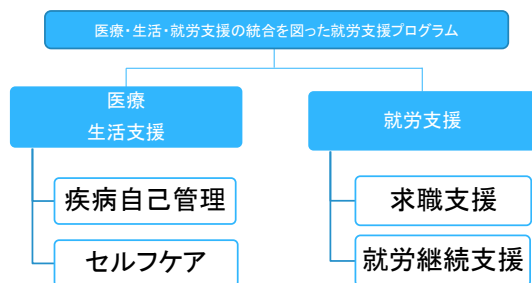 医療・生活・就労支援の統合を図った就労支援プログラム
医療
生活支援
就労支援
疾病自己管理
求職支援
セルフケア
就労継続支援